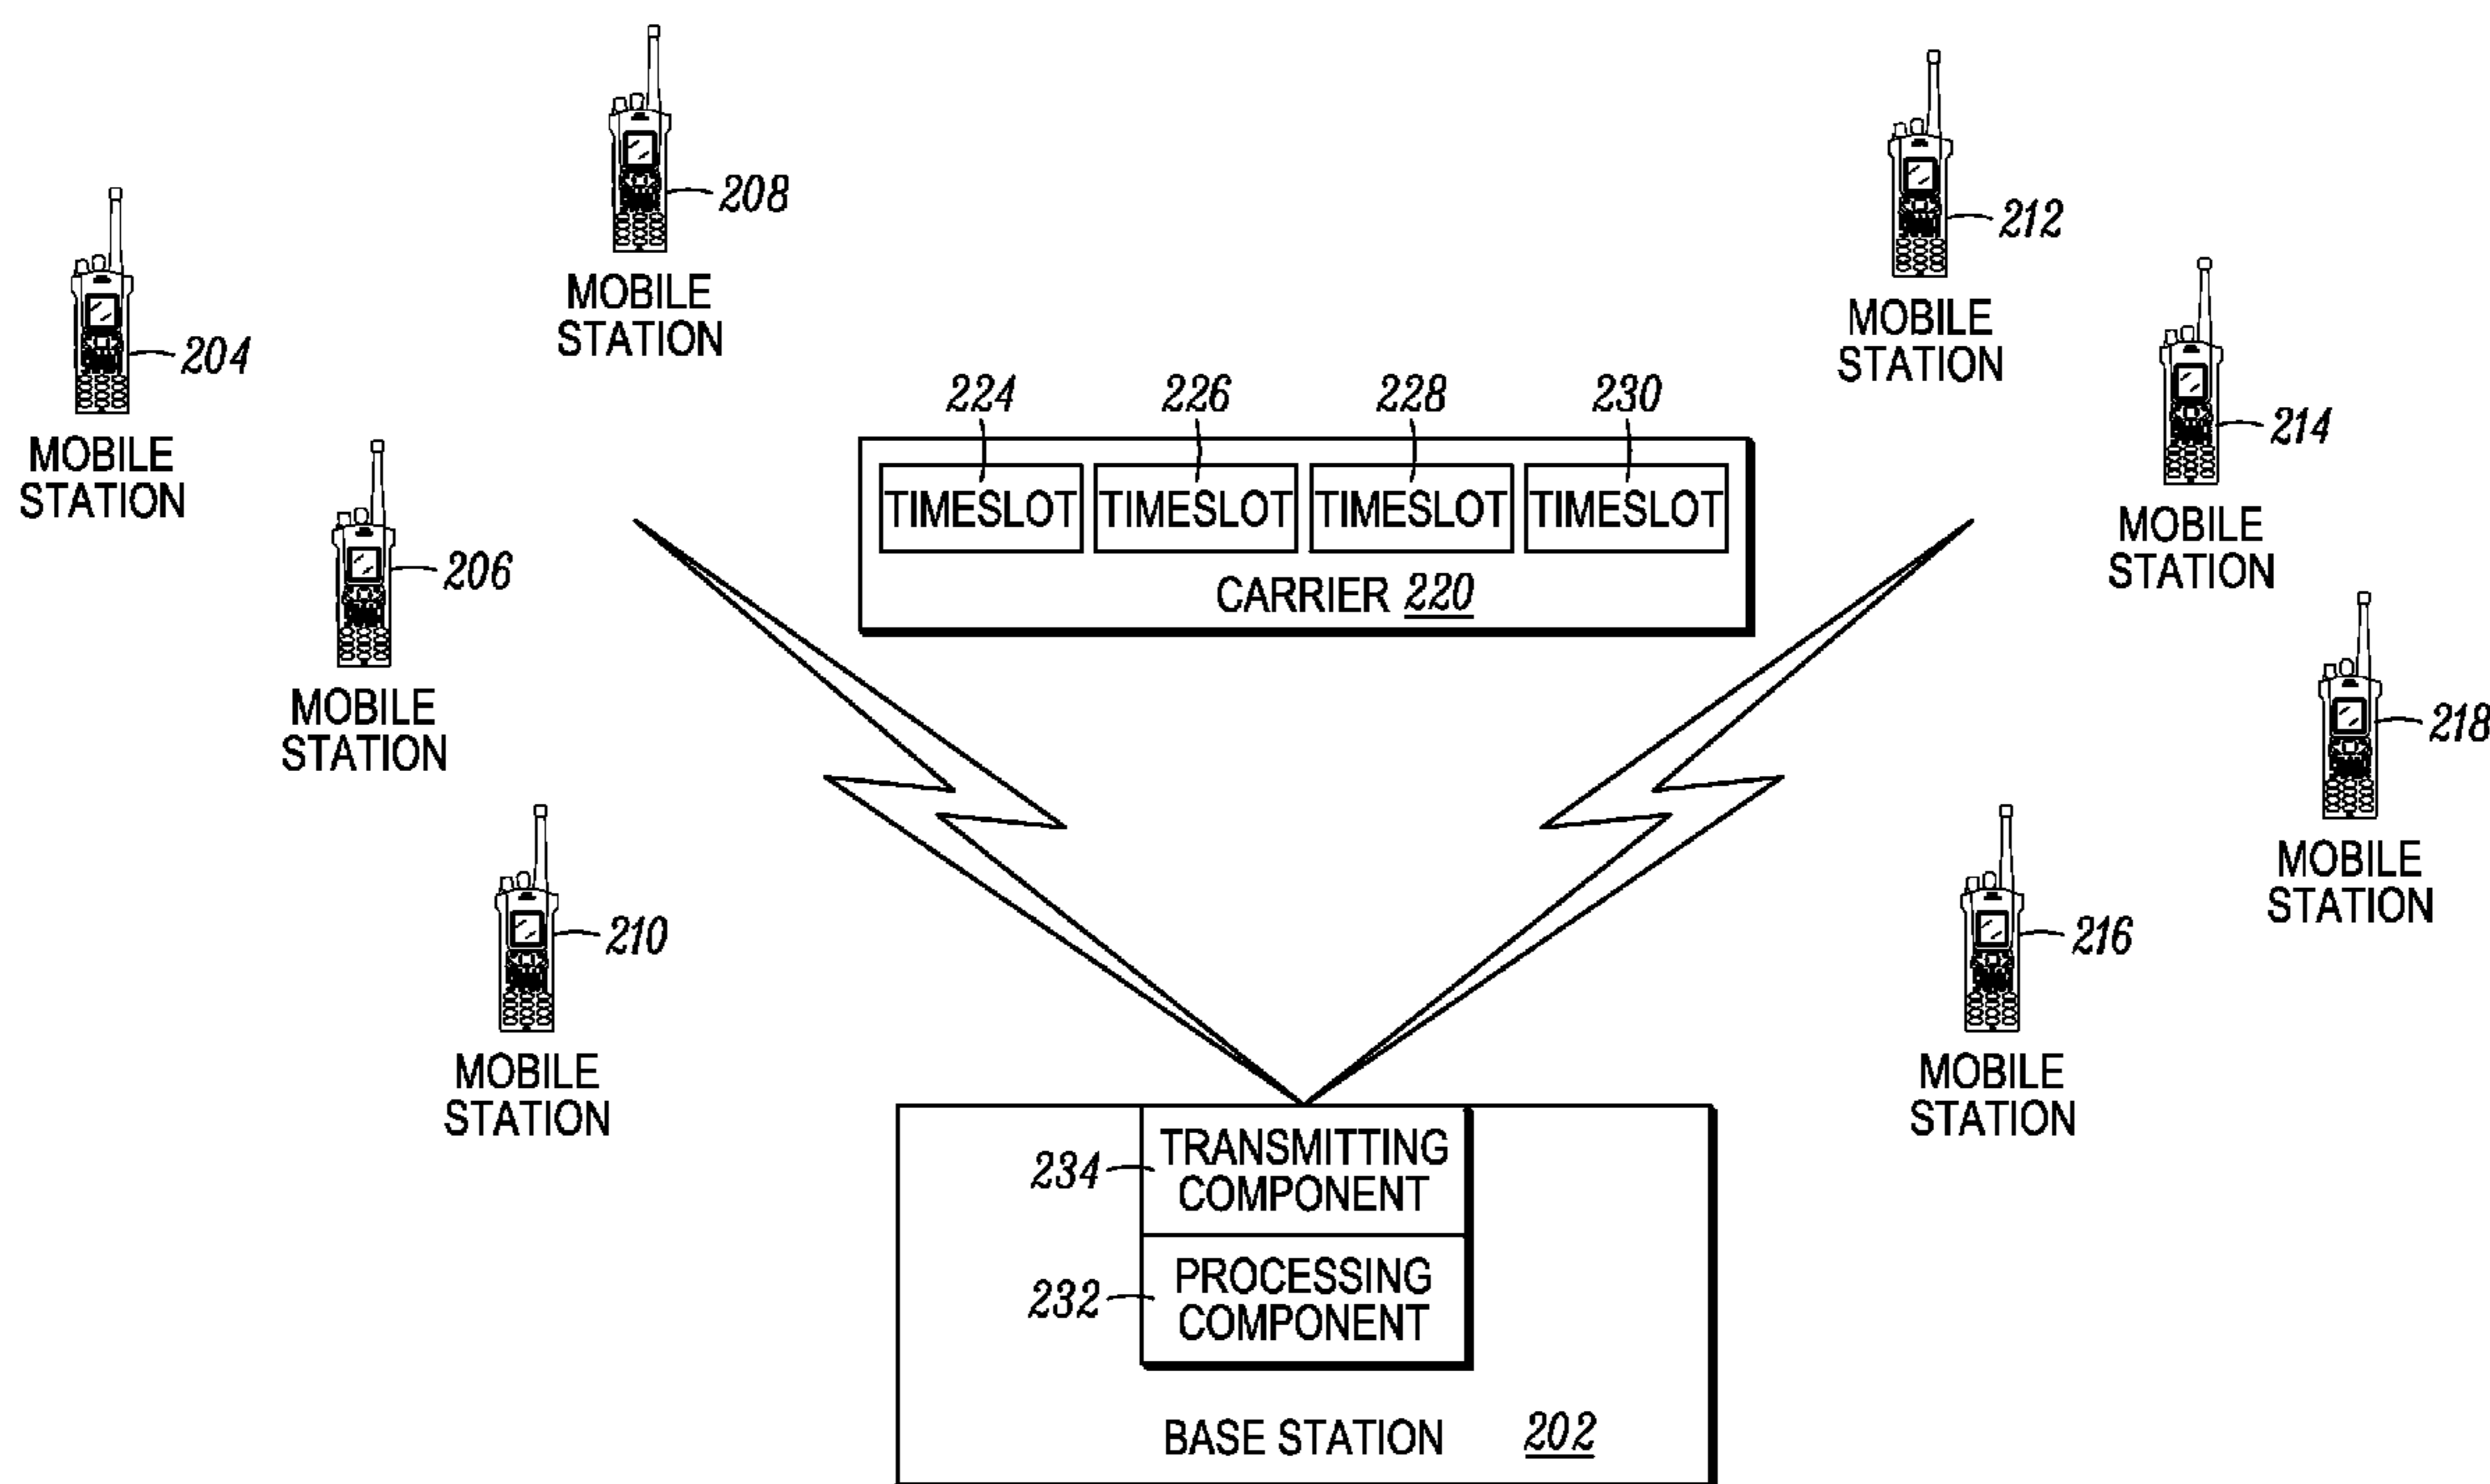 208
MOBILE
STATION
204
MOBILE
STATION
206
MOBILE
STATION
210
MOBILE
STATION
224 226 228 230
TIMESLOT TIMESLOT TIMESLOT TIMESLOT
CARRIER 220
212
MOBILE
STATION
214
MOBILE
STATION
218
MOBILE
STATION
216
MOBILE
STATION
234 TRANSMITTING
COMPONENT
232 PROCESSING
COMPONENT
BASE STATION 202